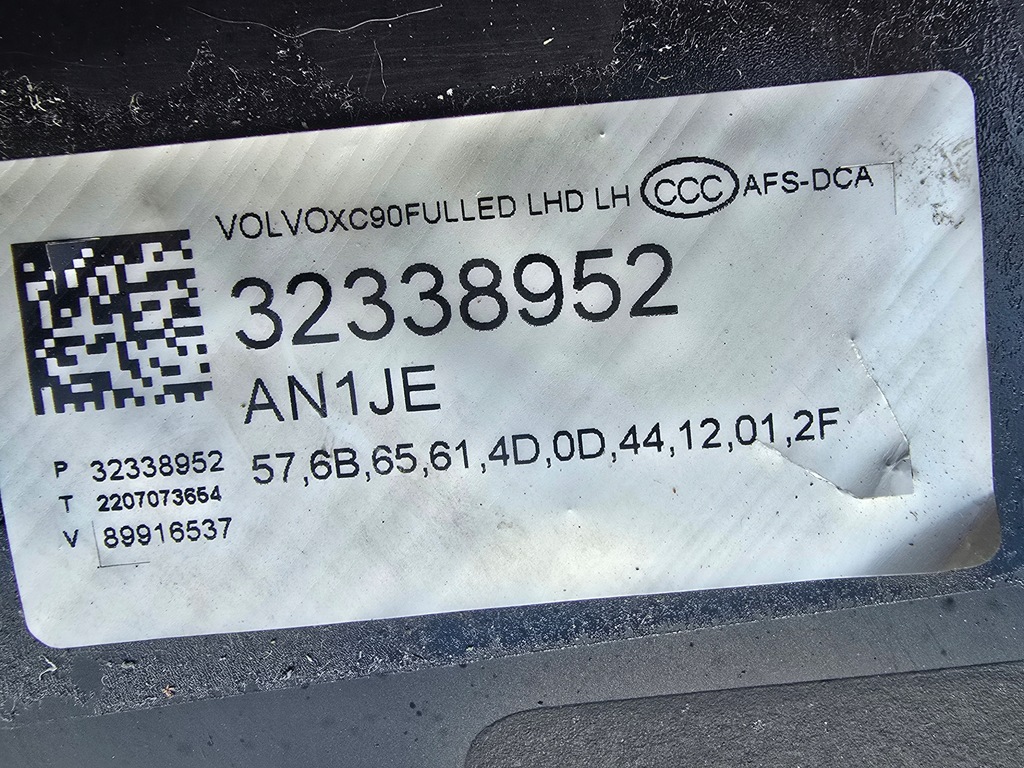 VOLVOXC90FULLED LHD LH CCC AFS-DCA
32338952
AN1JE
57,6B,65,61,4D,0D,44,12,01,2F
P 32338952
T 2207073654
V 89916537